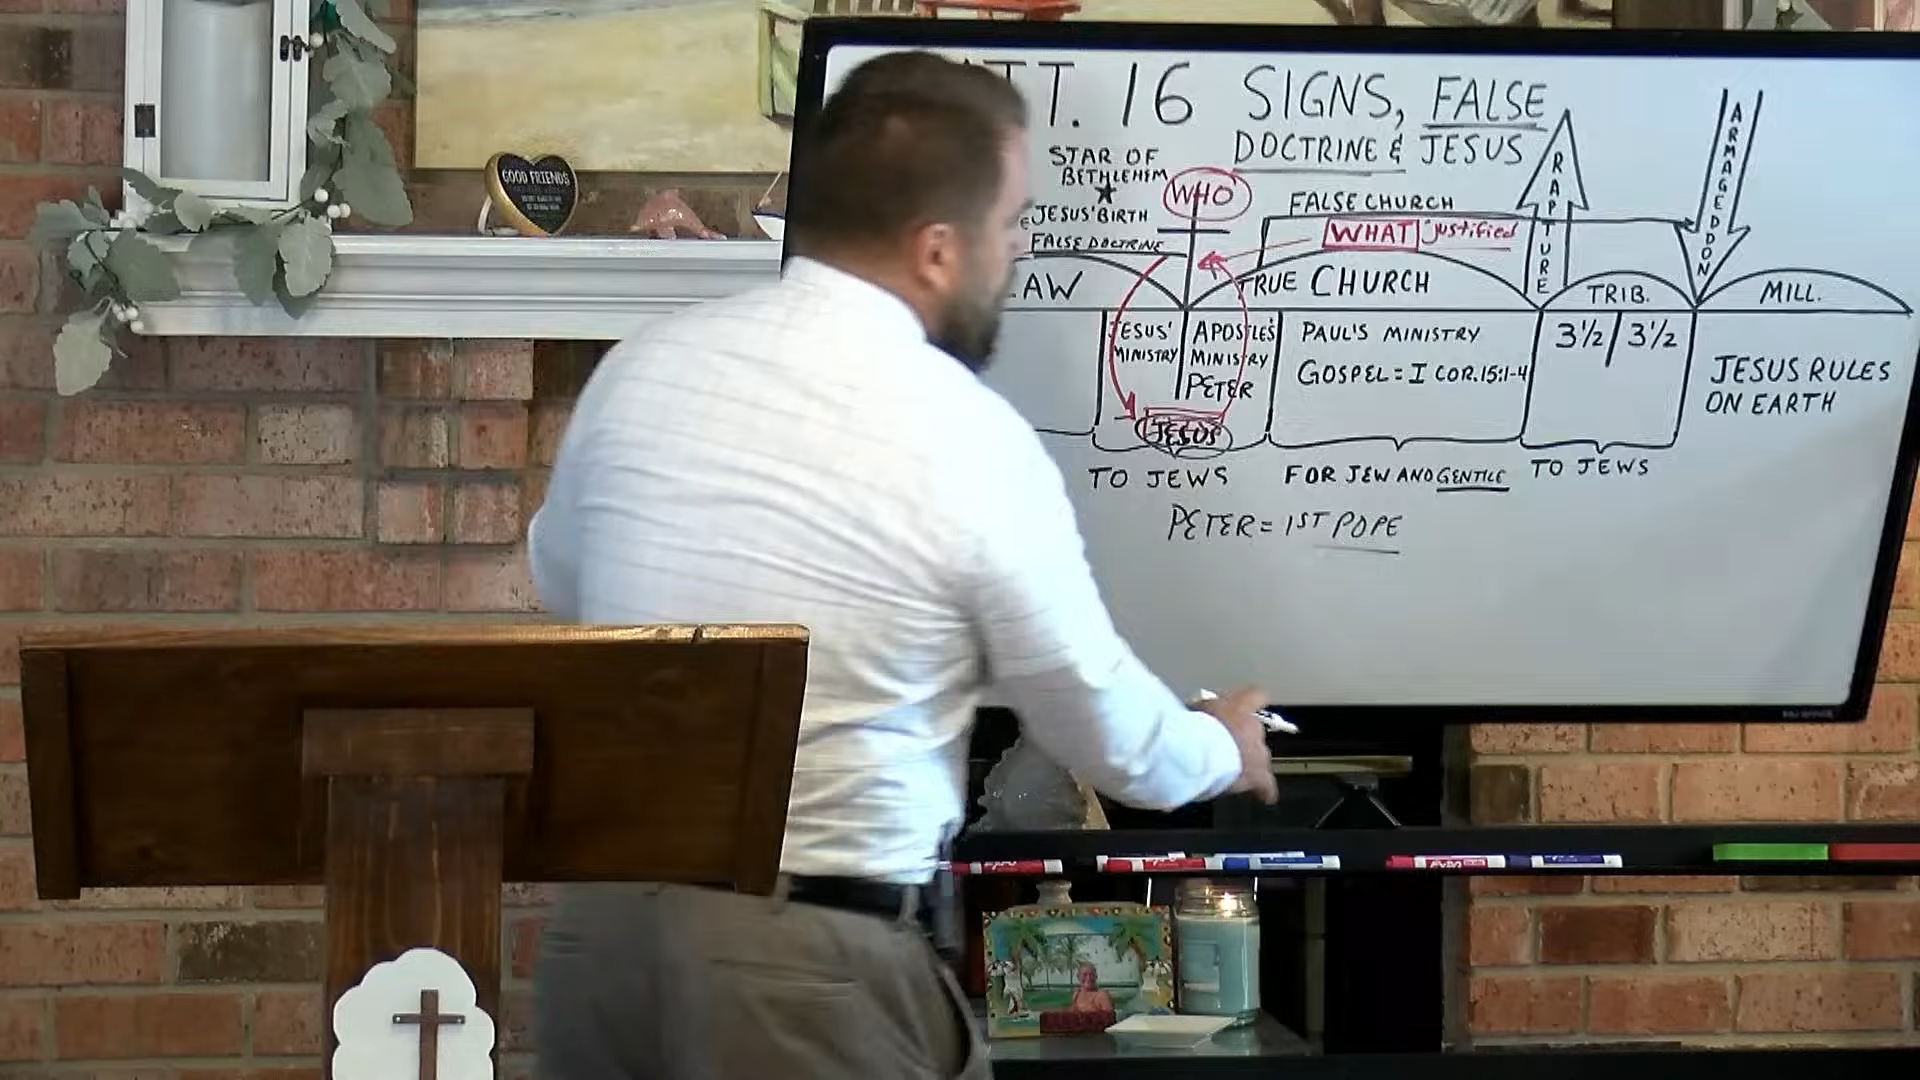 TT. 16 SIGNS, FALSE
DOCTRINE & JESUS
STAR OF
BETHLEHEM
JESUS' BIRTH
FALSE DOCTRINE
WHO
FALSE CHURCH
WHAT justified
RAPTURE
ARMAGEDDON
LAW
TRUE CHURCH
TRIB.
MILL.
JESUS'
MINISTRY
APOSTLE'S
MINISTRY
PETER
JESUS
PAUL'S MINISTRY
GOSPEL = I COR. 15:1-4
3½ 3½
JESUS RULES
ON EARTH
TO JEWS
FOR JEW AND GENTILE
TO JEWS
PETER = 1ST POPE
GOOD FRIENDS
EXPO